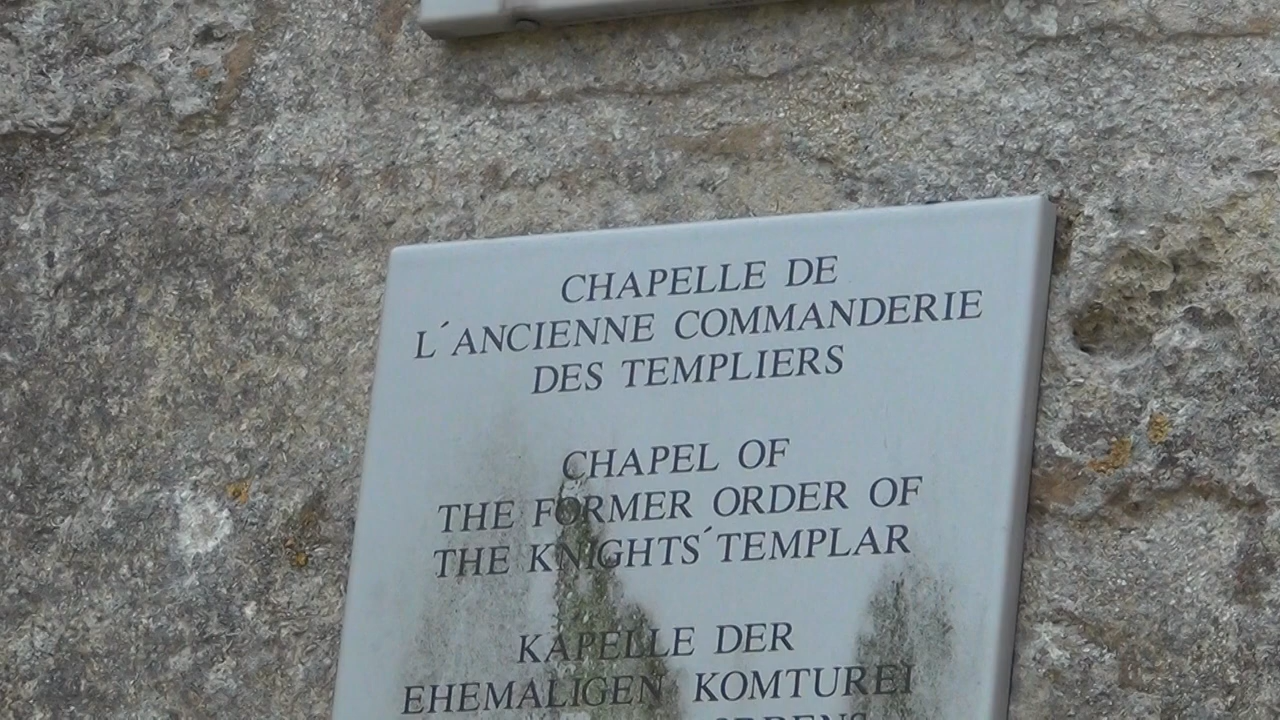 CHAPELLE DE
L´ANCIENNE COMMANDERIE
DES TEMPLIERS
CHAPEL OF
THE FORMER ORDER OF
THE KNIGHTS´TEMPLAR
KAPELLE DER
EHEMALIGEN KOMTUREI